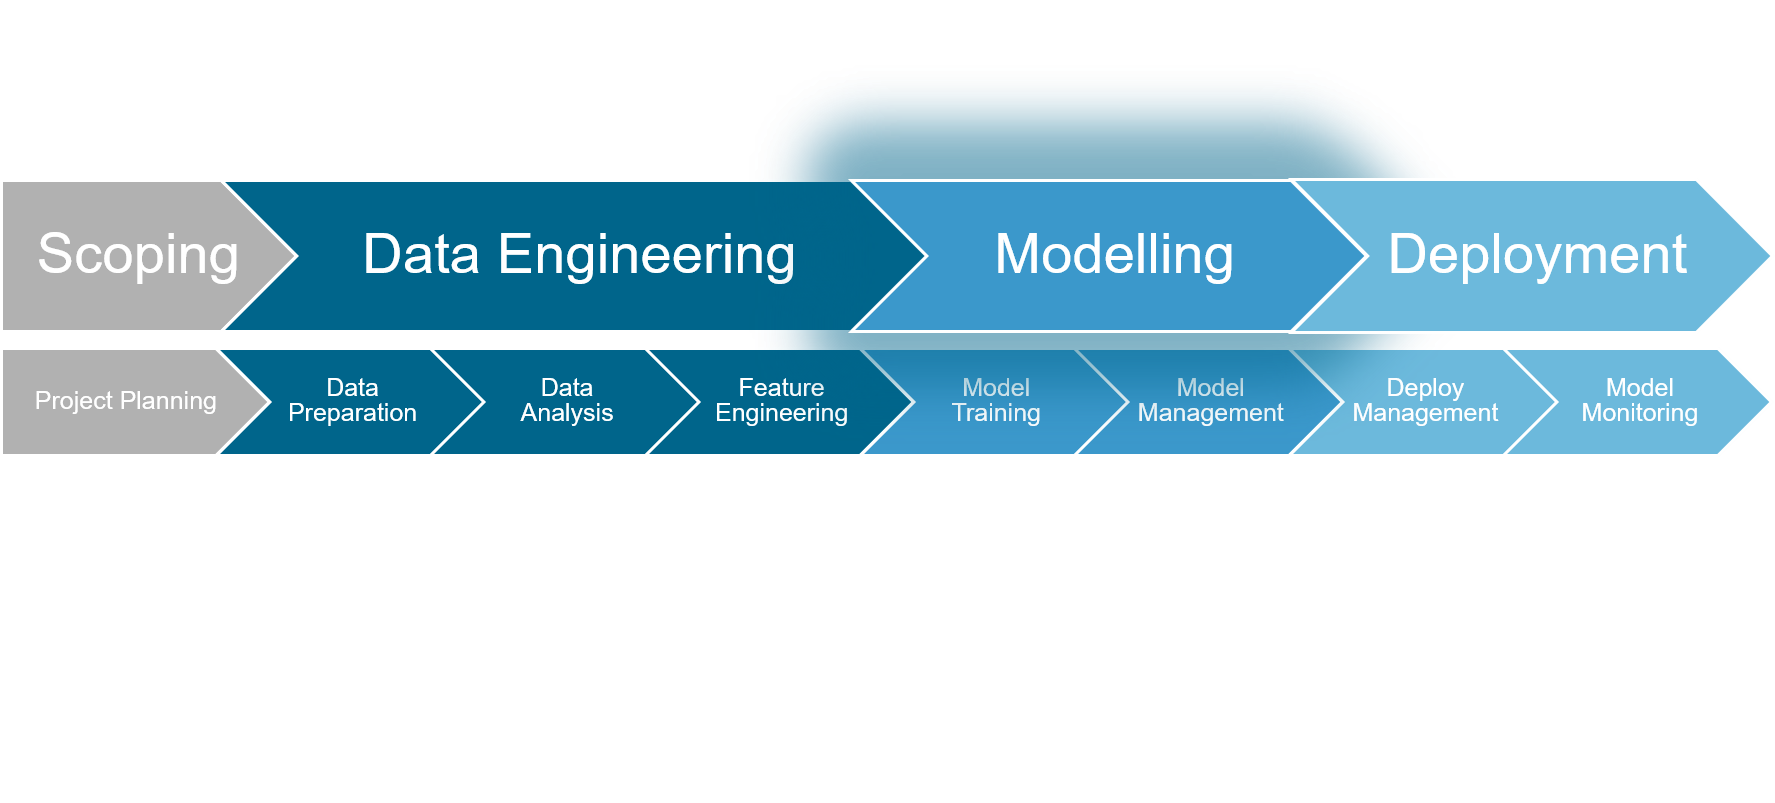 Scoping
Data Engineering
Modelling
Deployment
Project Planning
Data
Preparation
Data
Analysis
Feature
Engineering
Model
Training
Model
Management
Deploy
Management
Model
Monitoring